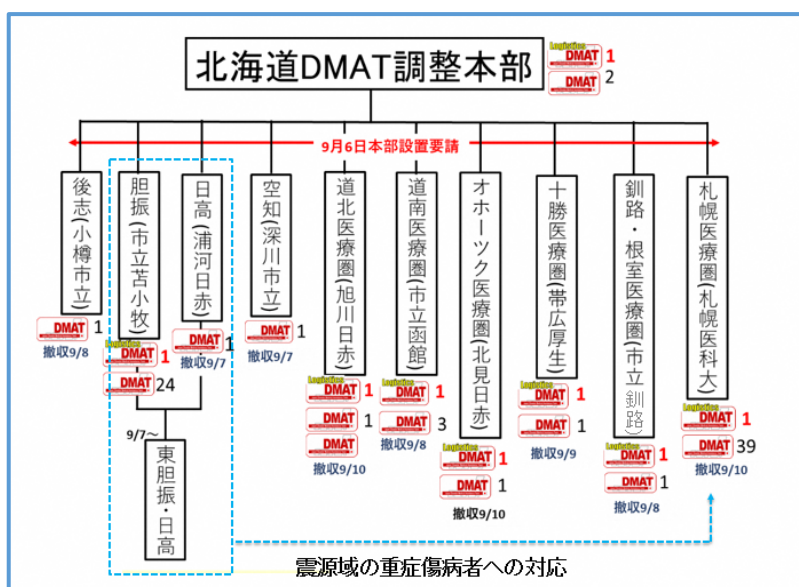 北海道DMAT調整本部
Logistics
DMAT 1
DMAT 2
9月6日本部設置要請
後志(小樽市立)
DMAT 1
撤収9/8
胆振(市立苫小牧)
Logistics
DMAT 1
DMAT 24
日高(浦河日赤)
DMAT 1
撤収9/7
9/7～
東胆振・日高
空知(深川市立)
DMAT 1
撤収9/7
道北医療圏(旭川日赤)
Logistics
DMAT 1
DMAT 1
DMAT
撤収9/10
道南医療圏(市立函館)
Logistics
DMAT 1
DMAT 3
撤収9/8
オホーツク医療圏(北見日赤)
Logistics
DMAT 1
DMAT 1
撤収9/10
十勝医療圏(帯広厚生)
Logistics
DMAT 1
DMAT 1
撤収9/9
釧路・根室医療圏(市立釧路)
Logistics
DMAT 1
DMAT 1
撤収9/8
札幌医療圏(札幌医科大)
Logistics
DMAT 1
DMAT 39
撤収9/10
震源域の重症傷病者への対応